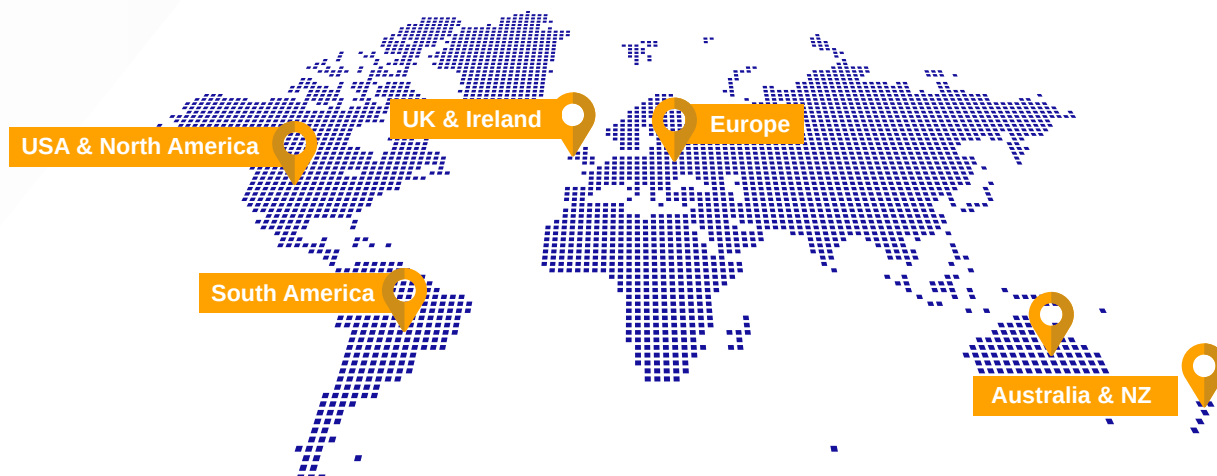 UK & Ireland
Europe
USA & North America
South America
Australia & NZ